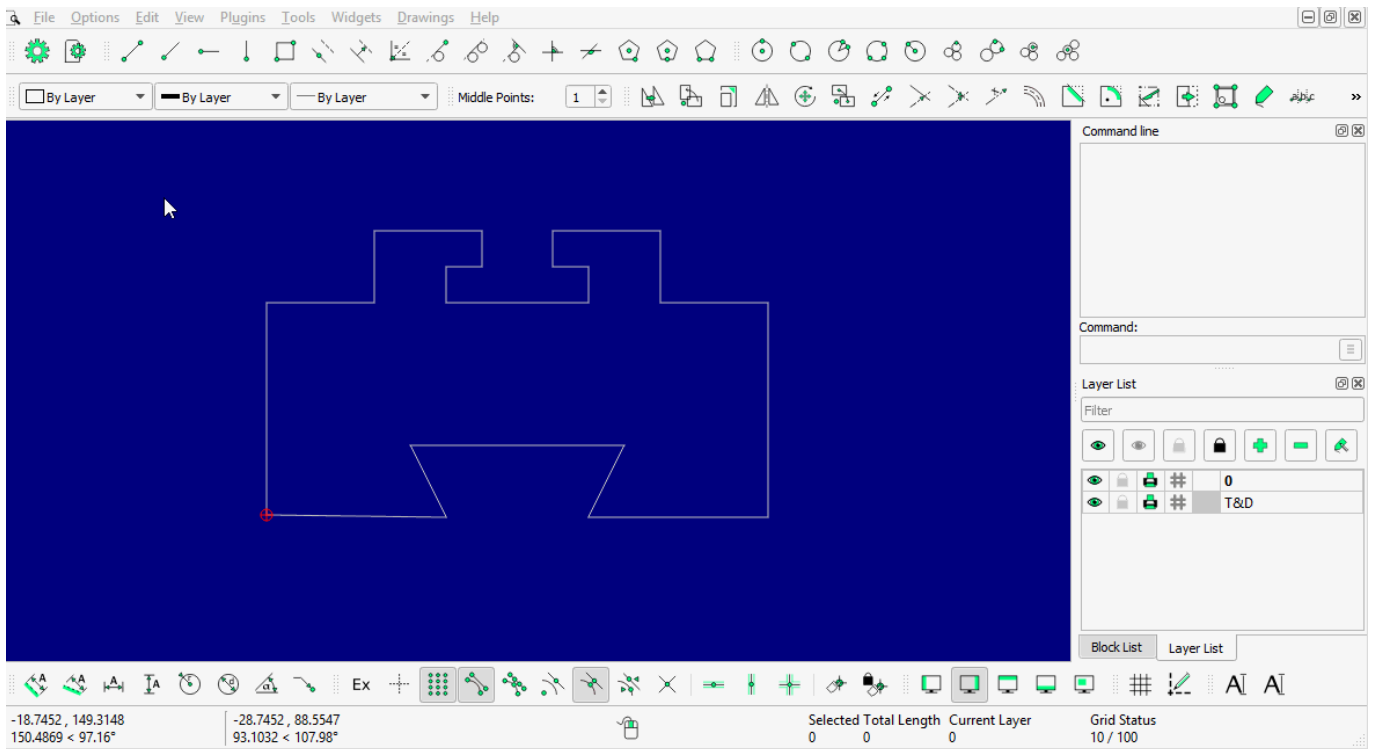 File Options Edit View Plugins Tools Widgets Drawings Help
By Layer By Layer By Layer Middle Points: 1 abc »
Command line
Command:
Layer List
Filter
0
T&D
Block List Layer List
A A A A a Ex AI AI
-18.7452 , 149.3148 -28.7452 , 88.5547 Selected Total Length Current Layer Grid Status
150.4869 < 97.16° 93.1032 < 107.98° 0 0 0 10 / 100